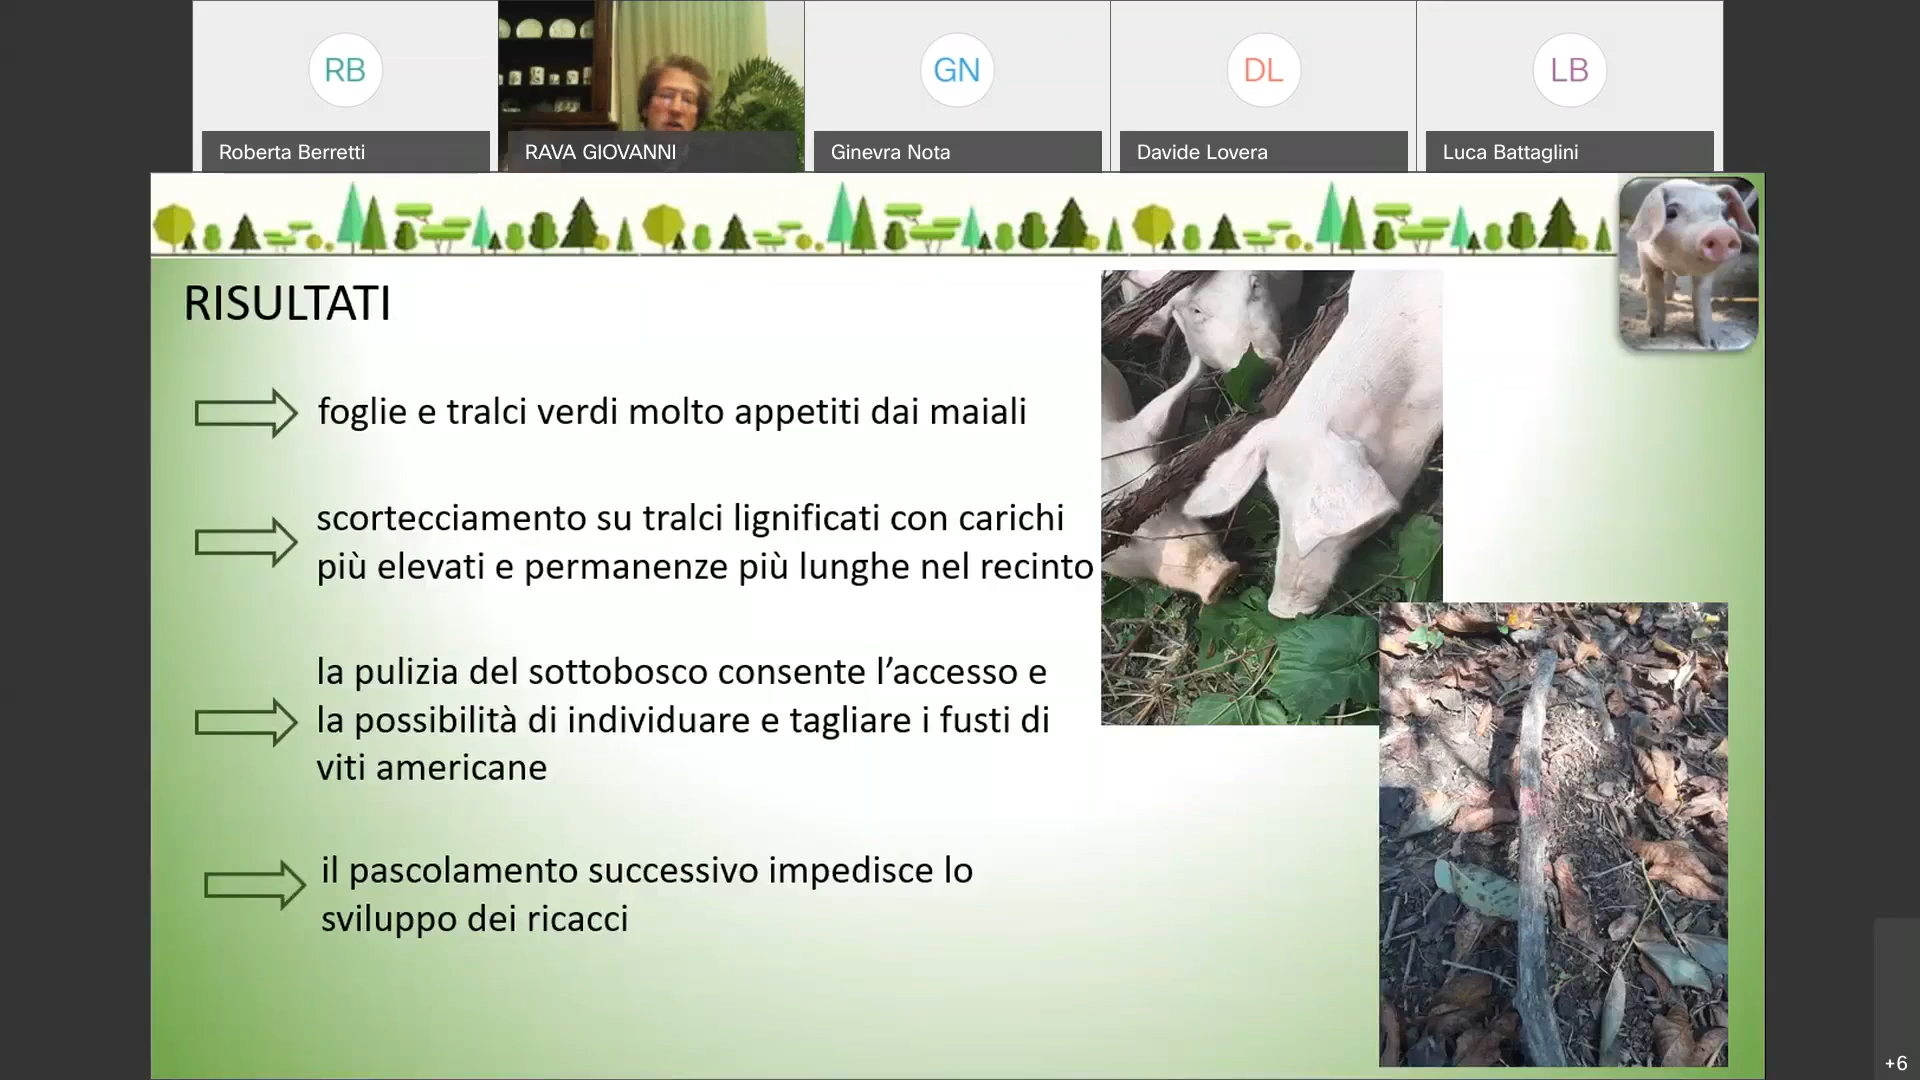 RB
GN
DL
LB
Roberta Berretti
RAVA GIOVANNI
Ginevra Nota
Davide Lovera
Luca Battaglini
RISULTATI
foglie e tralci verdi molto appetiti dai maiali
scortecciamento su tralci lignificati con carichi
più elevati e permanenze più lunghe nel recinto
la pulizia del sottobosco consente l’accesso e
la possibilità di individuare e tagliare i fusti di
viti americane
il pascolamento successivo impedisce lo
sviluppo dei ricacci
+6